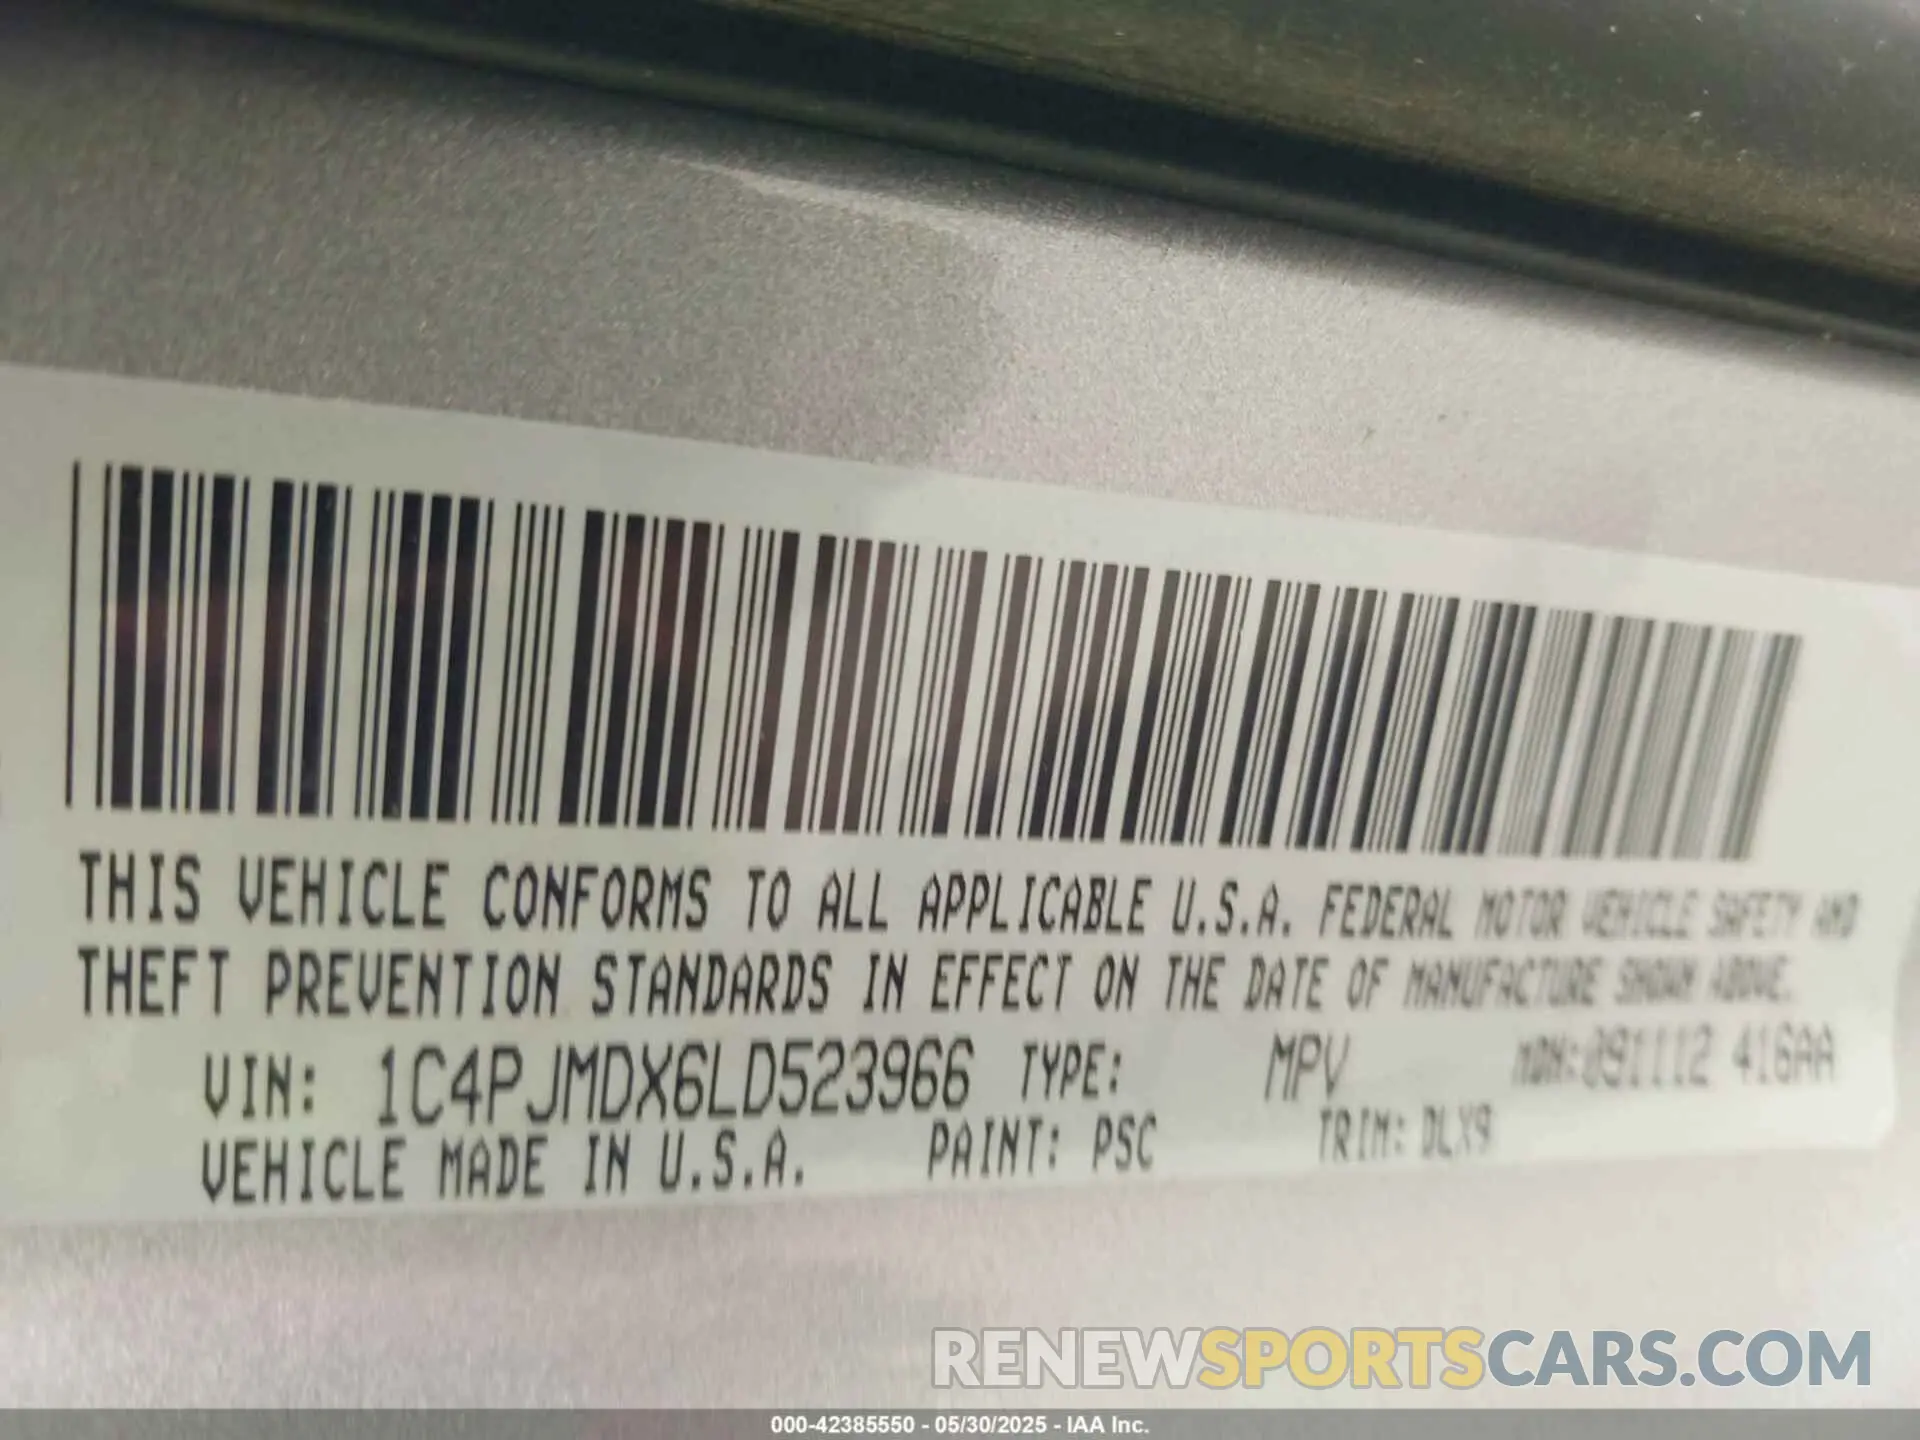 THIS VEHICLE CONFORMS TO ALL APPLICABLE U.S.A. FEDERAL MOTOR VEHICLE SAFETY AND
THEFT PREVENTION STANDARDS IN EFFECT ON THE DATE OF MANUFACTURE SHOWN ABOVE.
VIN: 1C4PJMDX6LD523966 TYPE: MPV MDH:091112 416AA
VEHICLE MADE IN U.S.A. PAINT: PSC TRIM: DLX9
RENEWSPORTSCARS.COM
000-42385550 - 05/30/2025 - IAA Inc.